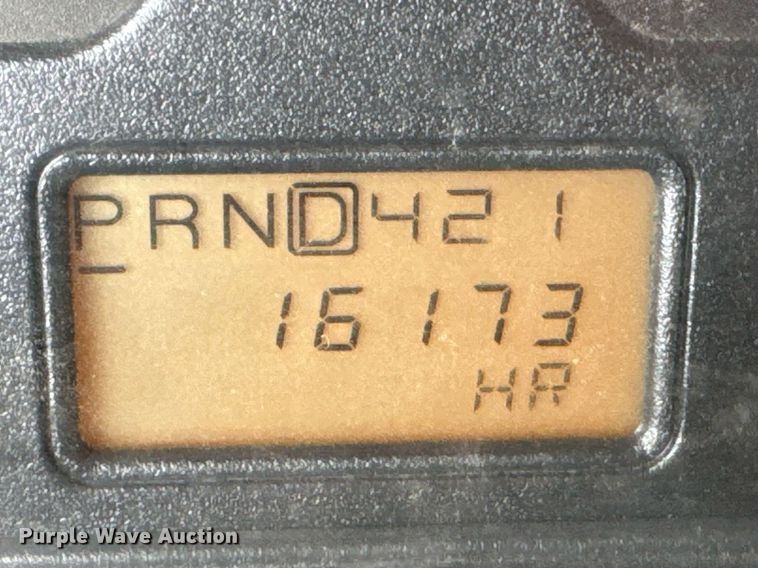 PRND421
16173
HR
Purple Wave Auction